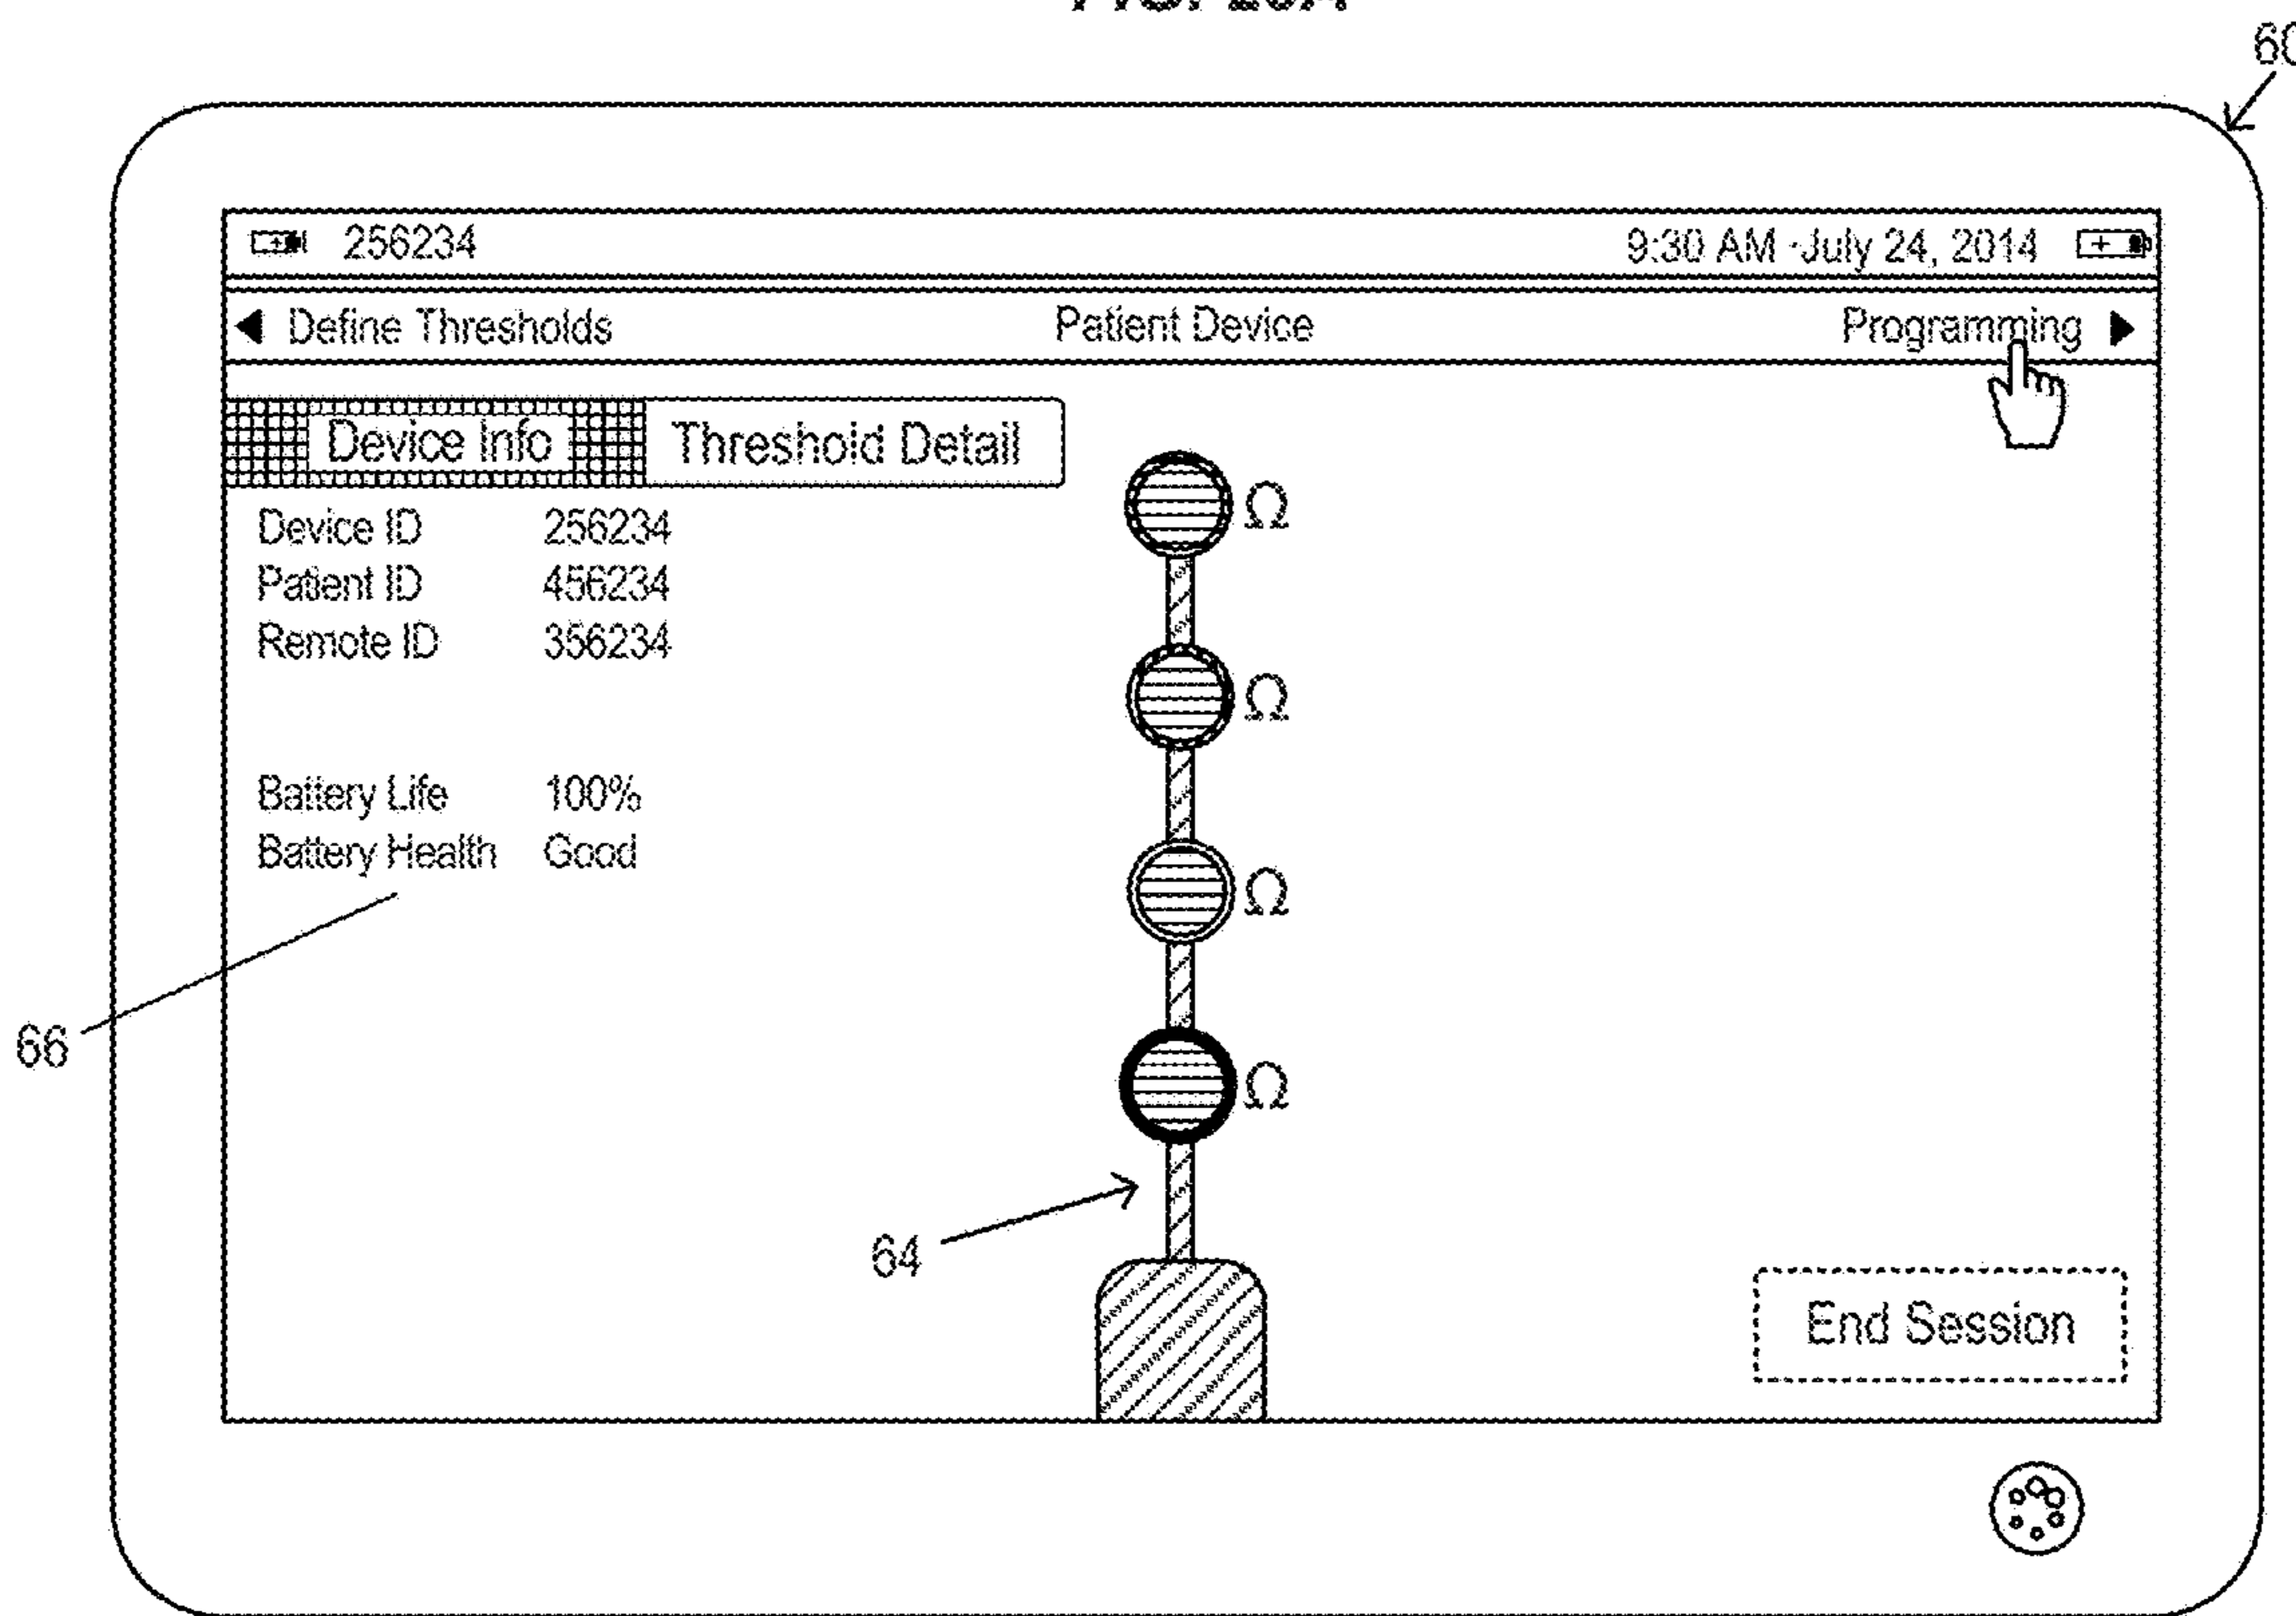 60
256234 9:30 AM -July 24, 2014
Define Thresholds Patient Device Programming
Device Info Threshold Detail
Device ID 256234
Patient ID 456234
Remote ID 356234
Battery Life 100%
Battery Health Good
Ω
Ω
Ω
Ω
66
64
End Session